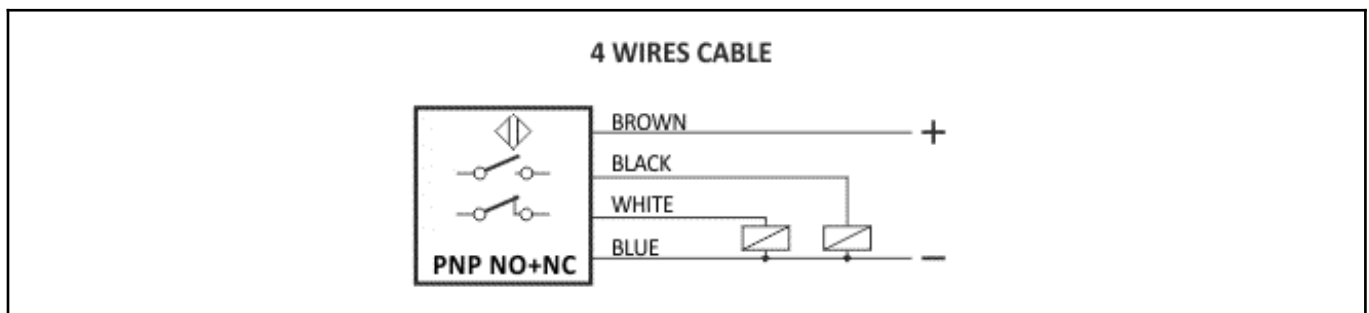 4 WIRES CABLE
BROWN
+
BLACK
WHITE
BLUE
−
PNP NO+NC